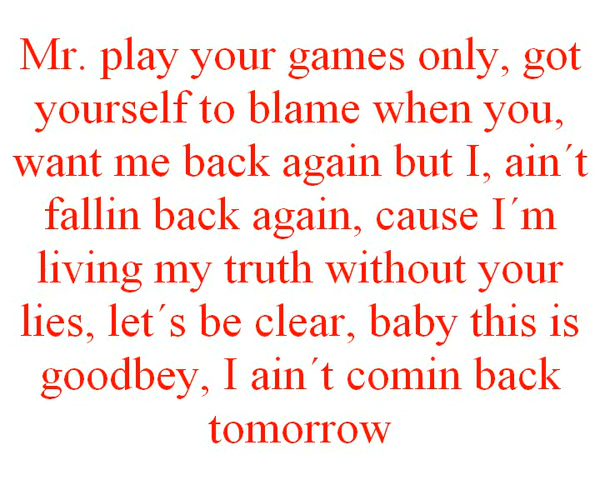 Mr. play your games only, got
yourself to blame when you,
want me back again but I, ain´t
fallin back again, cause I´m
living my truth without your
lies, let´s be clear, baby this is
goodbey, I ain´t comin back
tomorrow